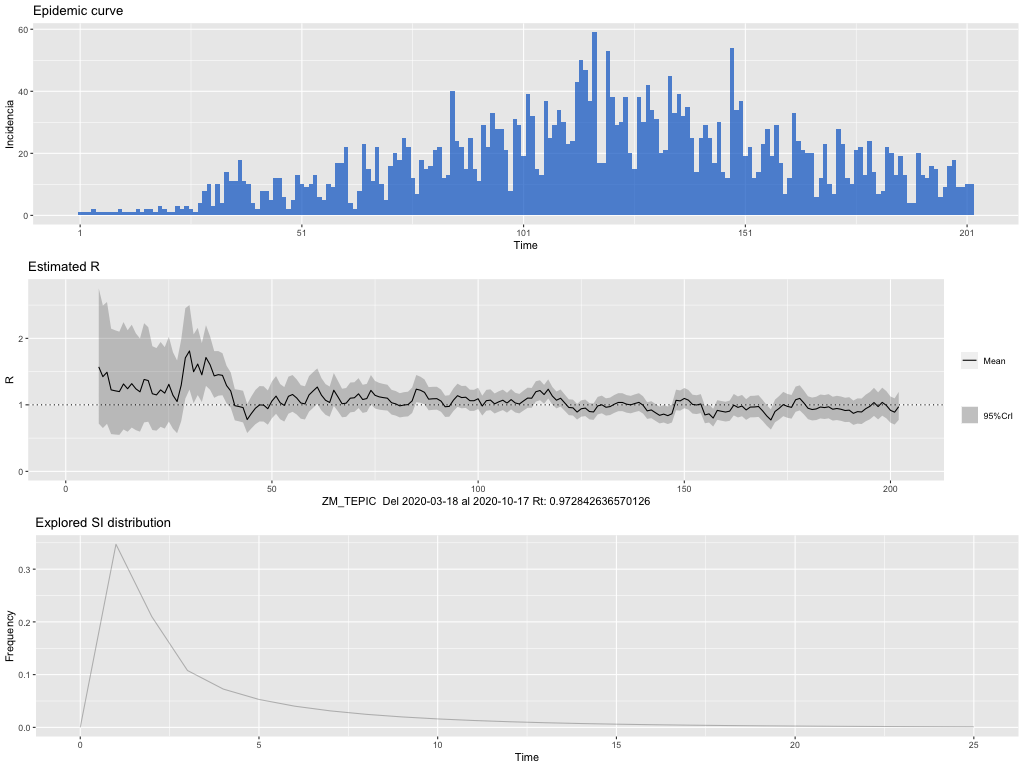 Epidemic curve
60
40
20
0
Incidencia
1 51 101 151 201
Time
Estimated R
2
1
0
R
0 50 100 150 200
ZM_TEPIC Del 2020-03-18 al 2020-10-17 Rt: 0.972842636570126
Mean
95%CrI
Explored SI distribution
0.3
0.2
0.1
0.0
Frequency
0 5 10 15 20 25
Time